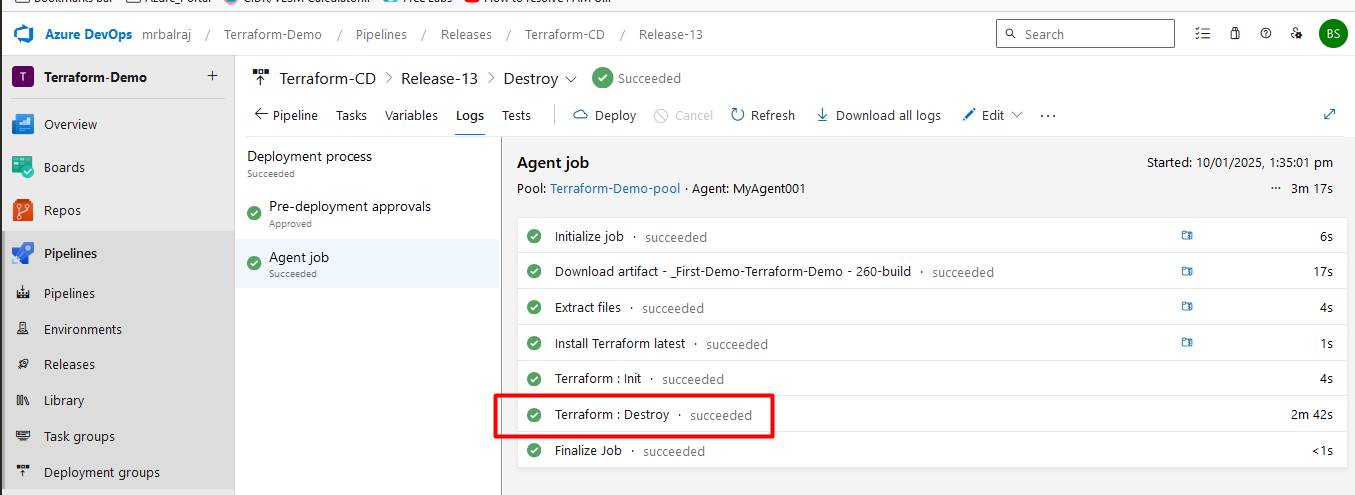 Bookmarks bar Azure_Portal
Azure DevOps mrbalraj / Terraform-Demo / Pipelines / Releases / Terraform-CD / Release-13 Search BS
T Terraform-Demo +
Terraform-CD > Release-13 > Destroy Succeeded
Overview
Pipeline Tasks Variables Logs Tests Deploy Cancel Refresh Download all logs Edit ...
Boards
Repos
Pipelines
Pipelines
Environments
Releases
Library
Task groups
Deployment groups
Deployment process
Succeeded
Pre-deployment approvals
Approved
Agent job
Succeeded
Agent job Started: 10/01/2025, 1:35:01 pm
Pool: Terraform-Demo-pool · Agent: MyAgent001 ... 3m 17s
Initialize job · succeeded 6s
Download artifact - _First-Demo-Terraform-Demo - 260-build · succeeded 17s
Extract files · succeeded 4s
Install Terraform latest · succeeded 1s
Terraform : Init · succeeded 4s
Terraform : Destroy · succeeded 2m 42s
Finalize Job · succeeded <1s